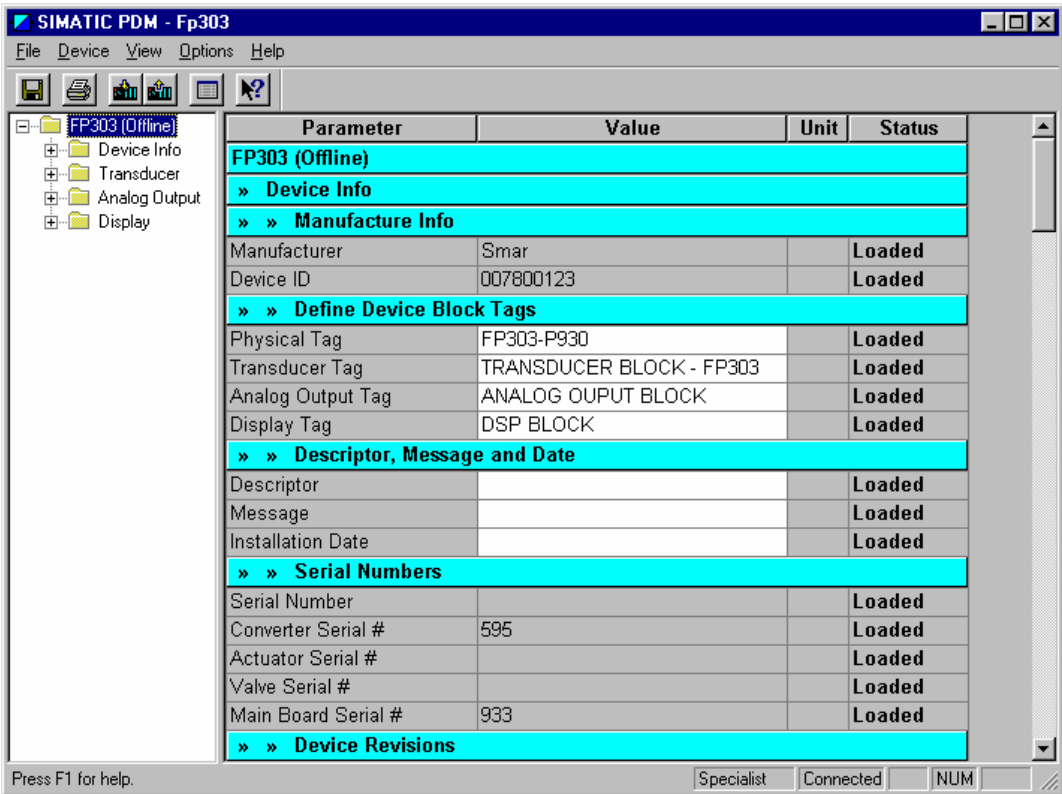 SIMATIC PDM - Fp303
File Device View Options Help
FP303 (Offline)
Device Info
Transducer
Analog Output
Display
Parameter Value Unit Status
FP303 (Offline)
» Device Info
» » Manufacture Info
Manufacturer Smar Loaded
Device ID 007800123 Loaded
» » Define Device Block Tags
Physical Tag FP303-P930 Loaded
Transducer Tag TRANSDUCER BLOCK - FP303 Loaded
Analog Output Tag ANALOG OUPUT BLOCK Loaded
Display Tag DSP BLOCK Loaded
» » Descriptor, Message and Date
Descriptor Loaded
Message Loaded
Installation Date Loaded
» » Serial Numbers
Serial Number Loaded
Converter Serial # 595 Loaded
Actuator Serial # Loaded
Valve Serial # Loaded
Main Board Serial # 933 Loaded
» » Device Revisions
Press F1 for help. Specialist Connected NUM